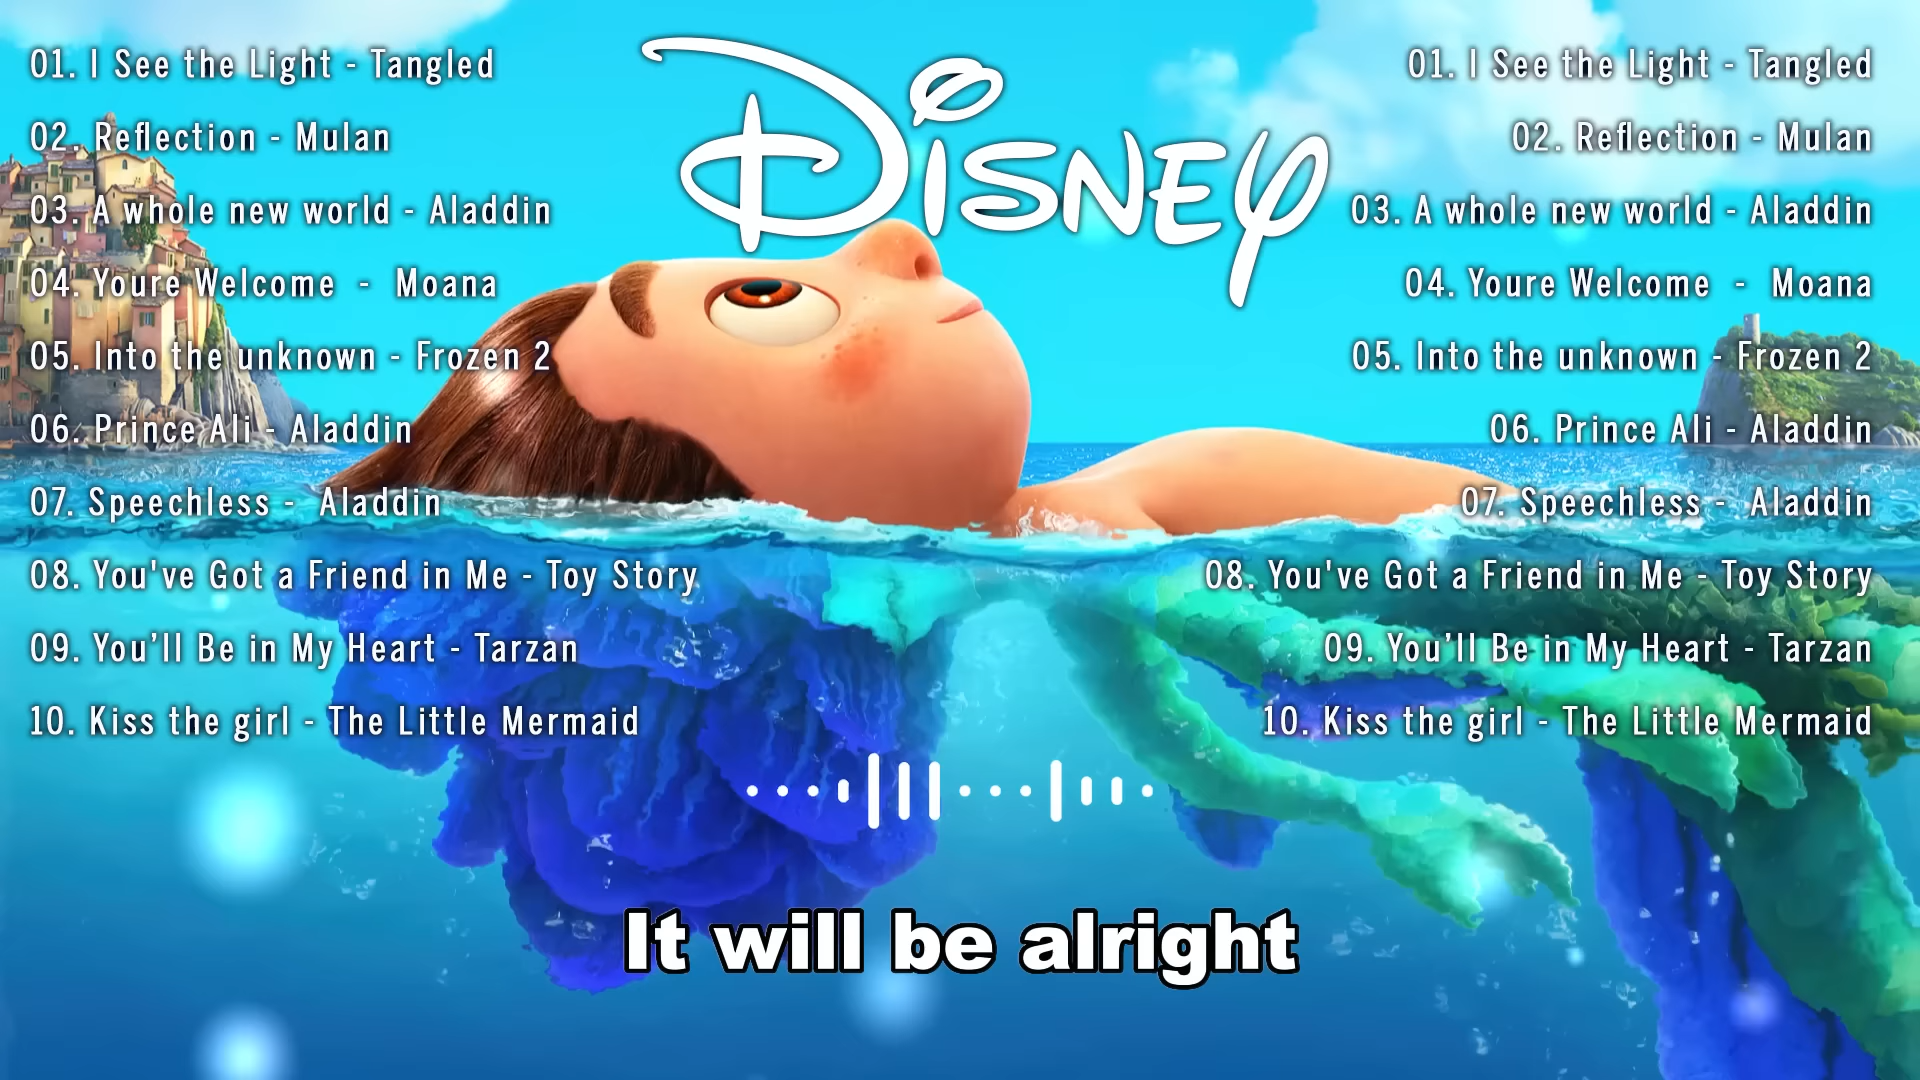 Disney
01. I See the Light - Tangled
02. Reflection - Mulan
03. A whole new world - Aladdin
04. Youre Welcome - Moana
05. Into the unknown - Frozen 2
06. Prince Ali - Aladdin
07. Speechless - Aladdin
08. You've Got a Friend in Me - Toy Story
09. You’ll Be in My Heart - Tarzan
10. Kiss the girl - The Little Mermaid
01. I See the Light - Tangled
02. Reflection - Mulan
03. A whole new world - Aladdin
04. Youre Welcome - Moana
05. Into the unknown - Frozen 2
06. Prince Ali - Aladdin
07. Speechless - Aladdin
08. You've Got a Friend in Me - Toy Story
09. You’ll Be in My Heart - Tarzan
10. Kiss the girl - The Little Mermaid
It will be alright